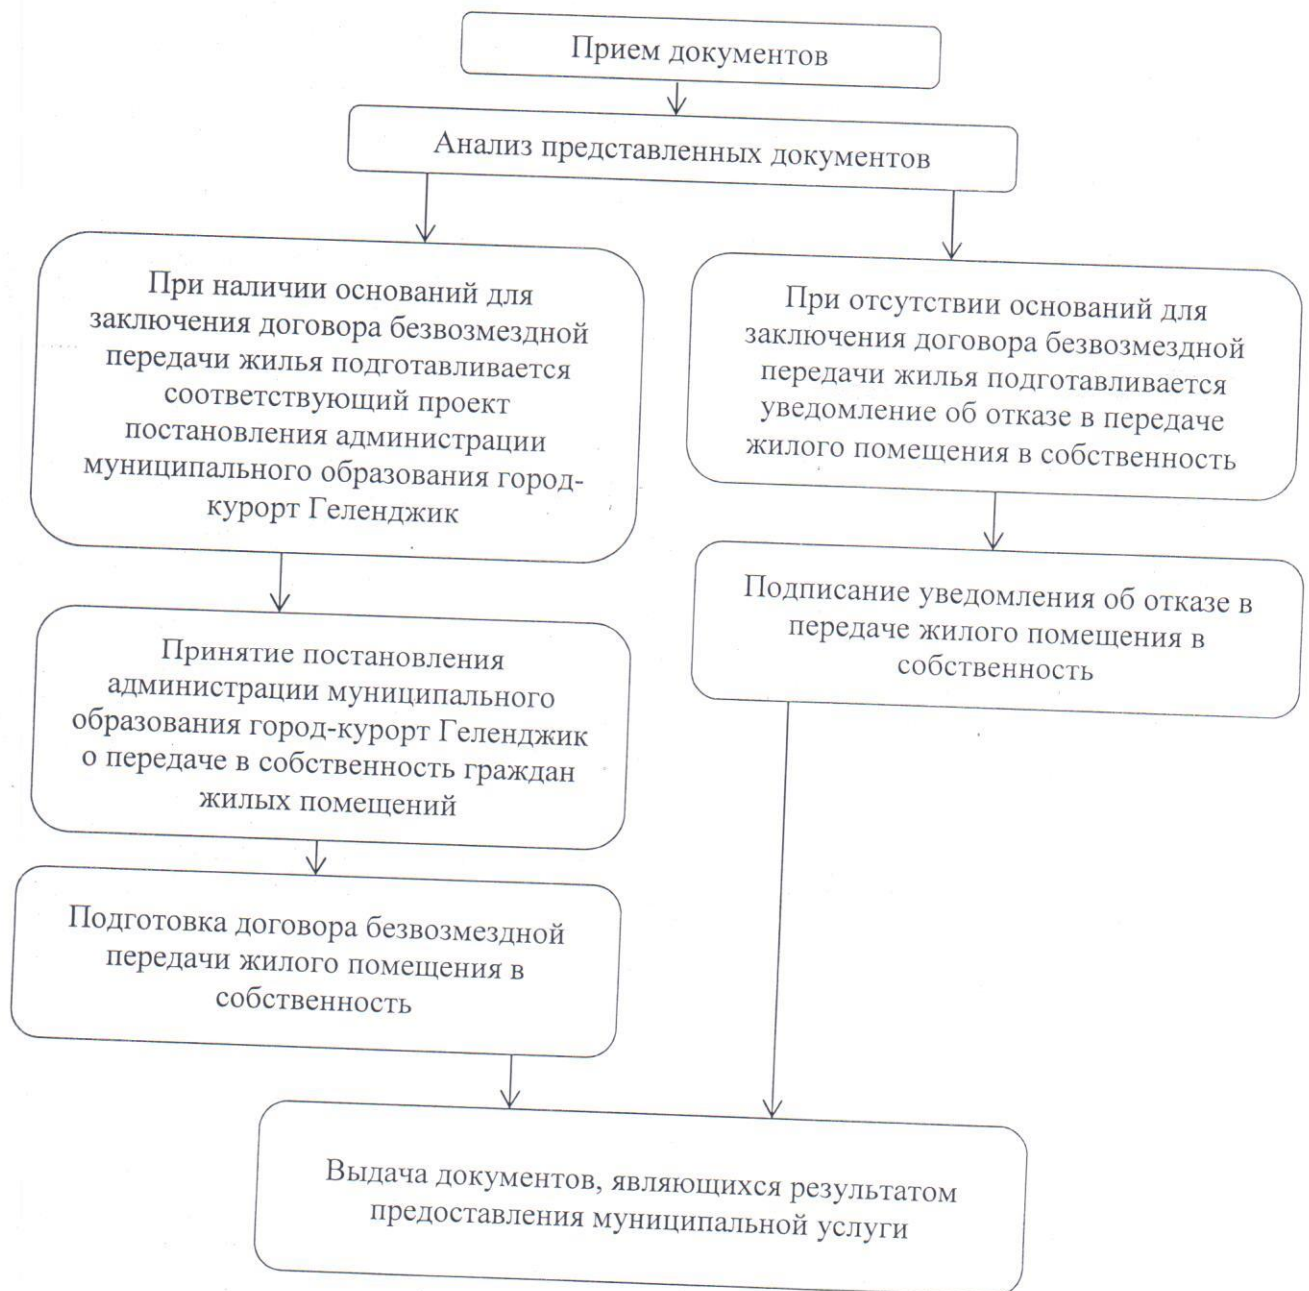 Прием документов
Анализ представленных документов
При наличии оснований для
заключения договора безвозмездной
передачи жилья подготавливается
соответствующий проект
постановления администрации
муниципального образования город-
курорт Геленджик
При отсутствии оснований для
заключения договора безвозмездной
передачи жилья подготавливается
уведомление об отказе в передаче
жилого помещения в собственность
Принятие постановления
администрации муниципального
образования город-курорт Геленджик
о передаче в собственность граждан
жилых помещений
Подписание уведомления об отказе в
передаче жилого помещения в
собственность
Подготовка договора безвозмездной
передачи жилого помещения в
собственность
Выдача документов, являющихся результатом
предоставления муниципальной услуги